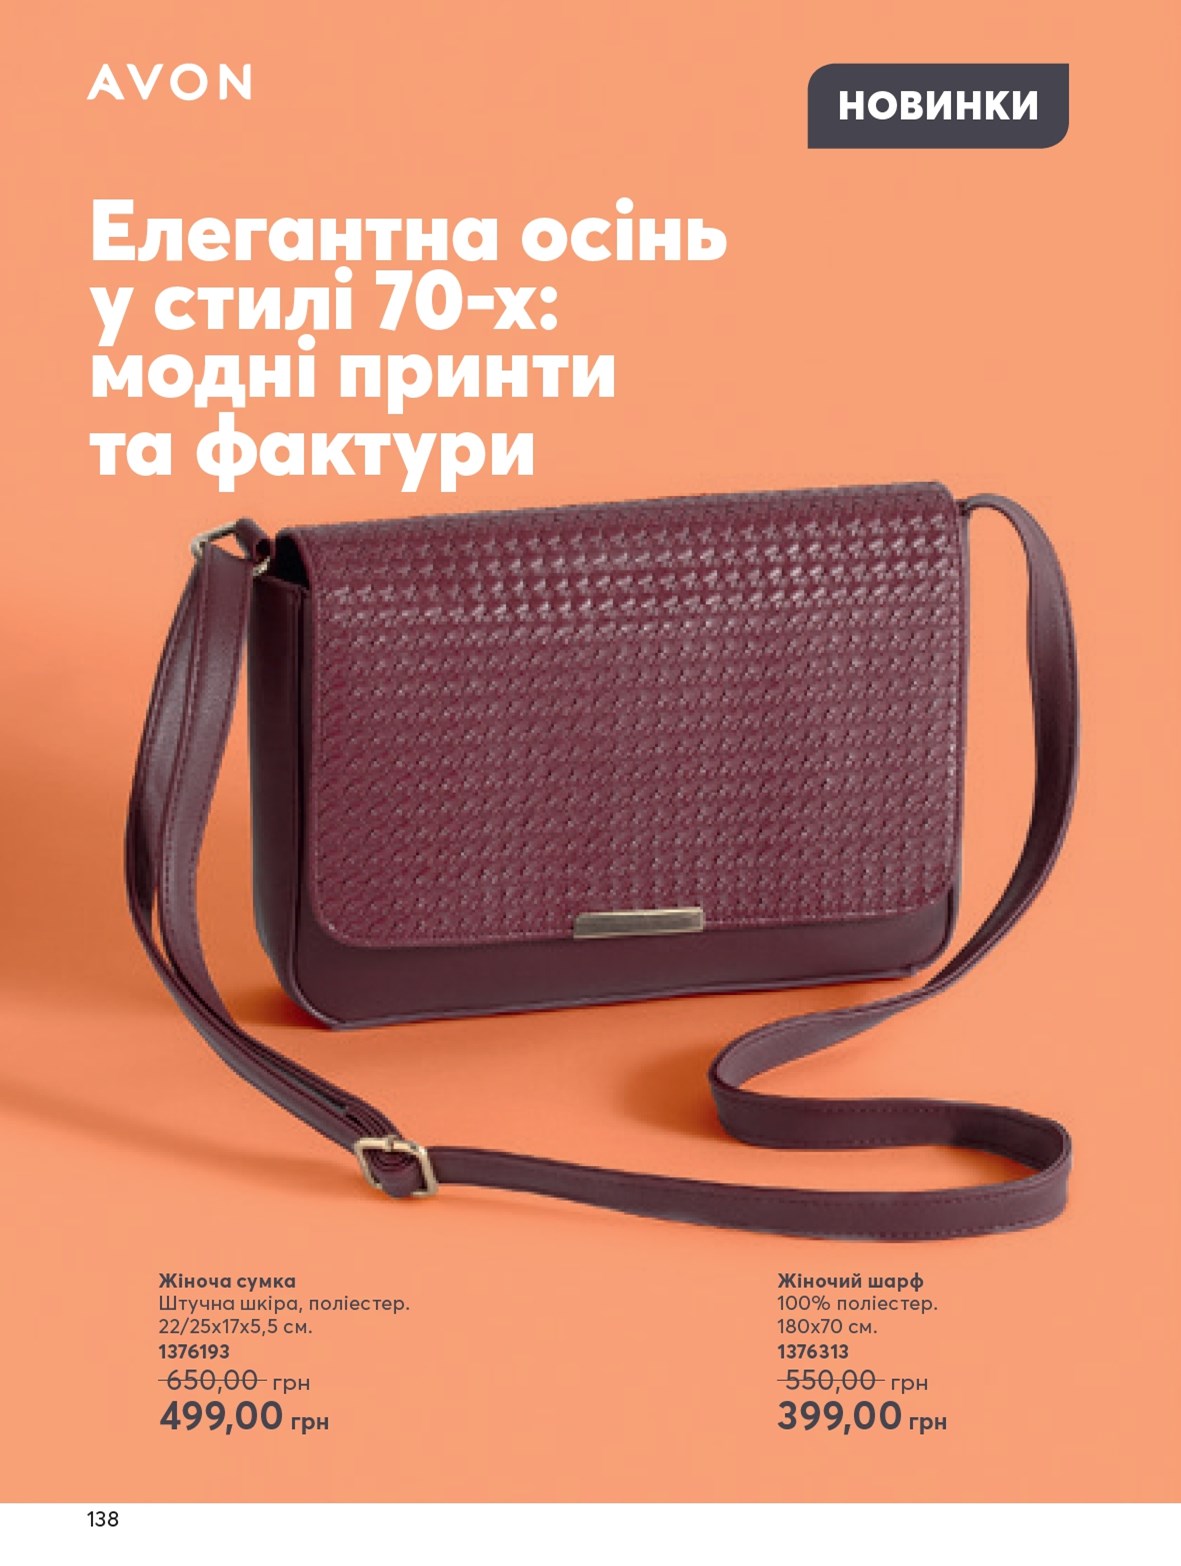 AVON
НОВИНКИ
Елегантна осінь
у стилі 70-х:
модні принти
та фактури
Жіноча сумка
Штучна шкіра, поліестер.
22/25х17х5,5 см.
1376193
650,00 грн
499,00 грн
Жіночий шарф
100% поліестер.
180х70 см.
1376313
550,00 грн
399,00 грн
138